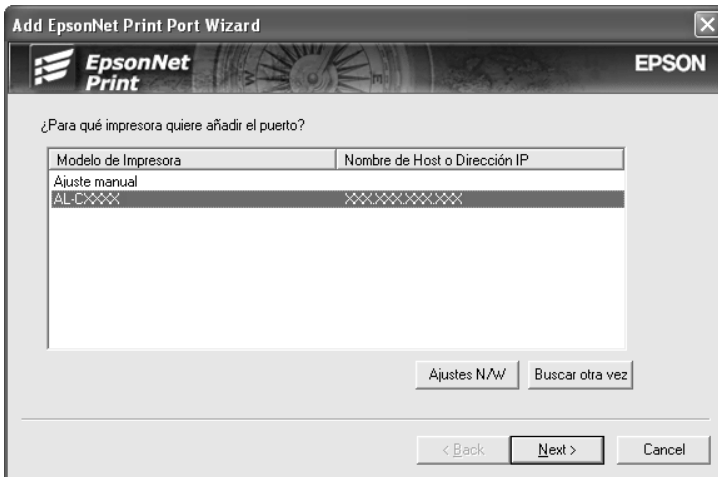 Add EpsonNet Print Port Wizard
EpsonNet
Print
EPSON
¿Para qué impresora quiere añadir el puerto?
Modelo de Impresora Nombre de Host o Dirección IP
Ajuste manual
AL-CXXXX XXX.XXX.XXX.XXX
Ajustes N/W Buscar otra vez
< Back Next > Cancel